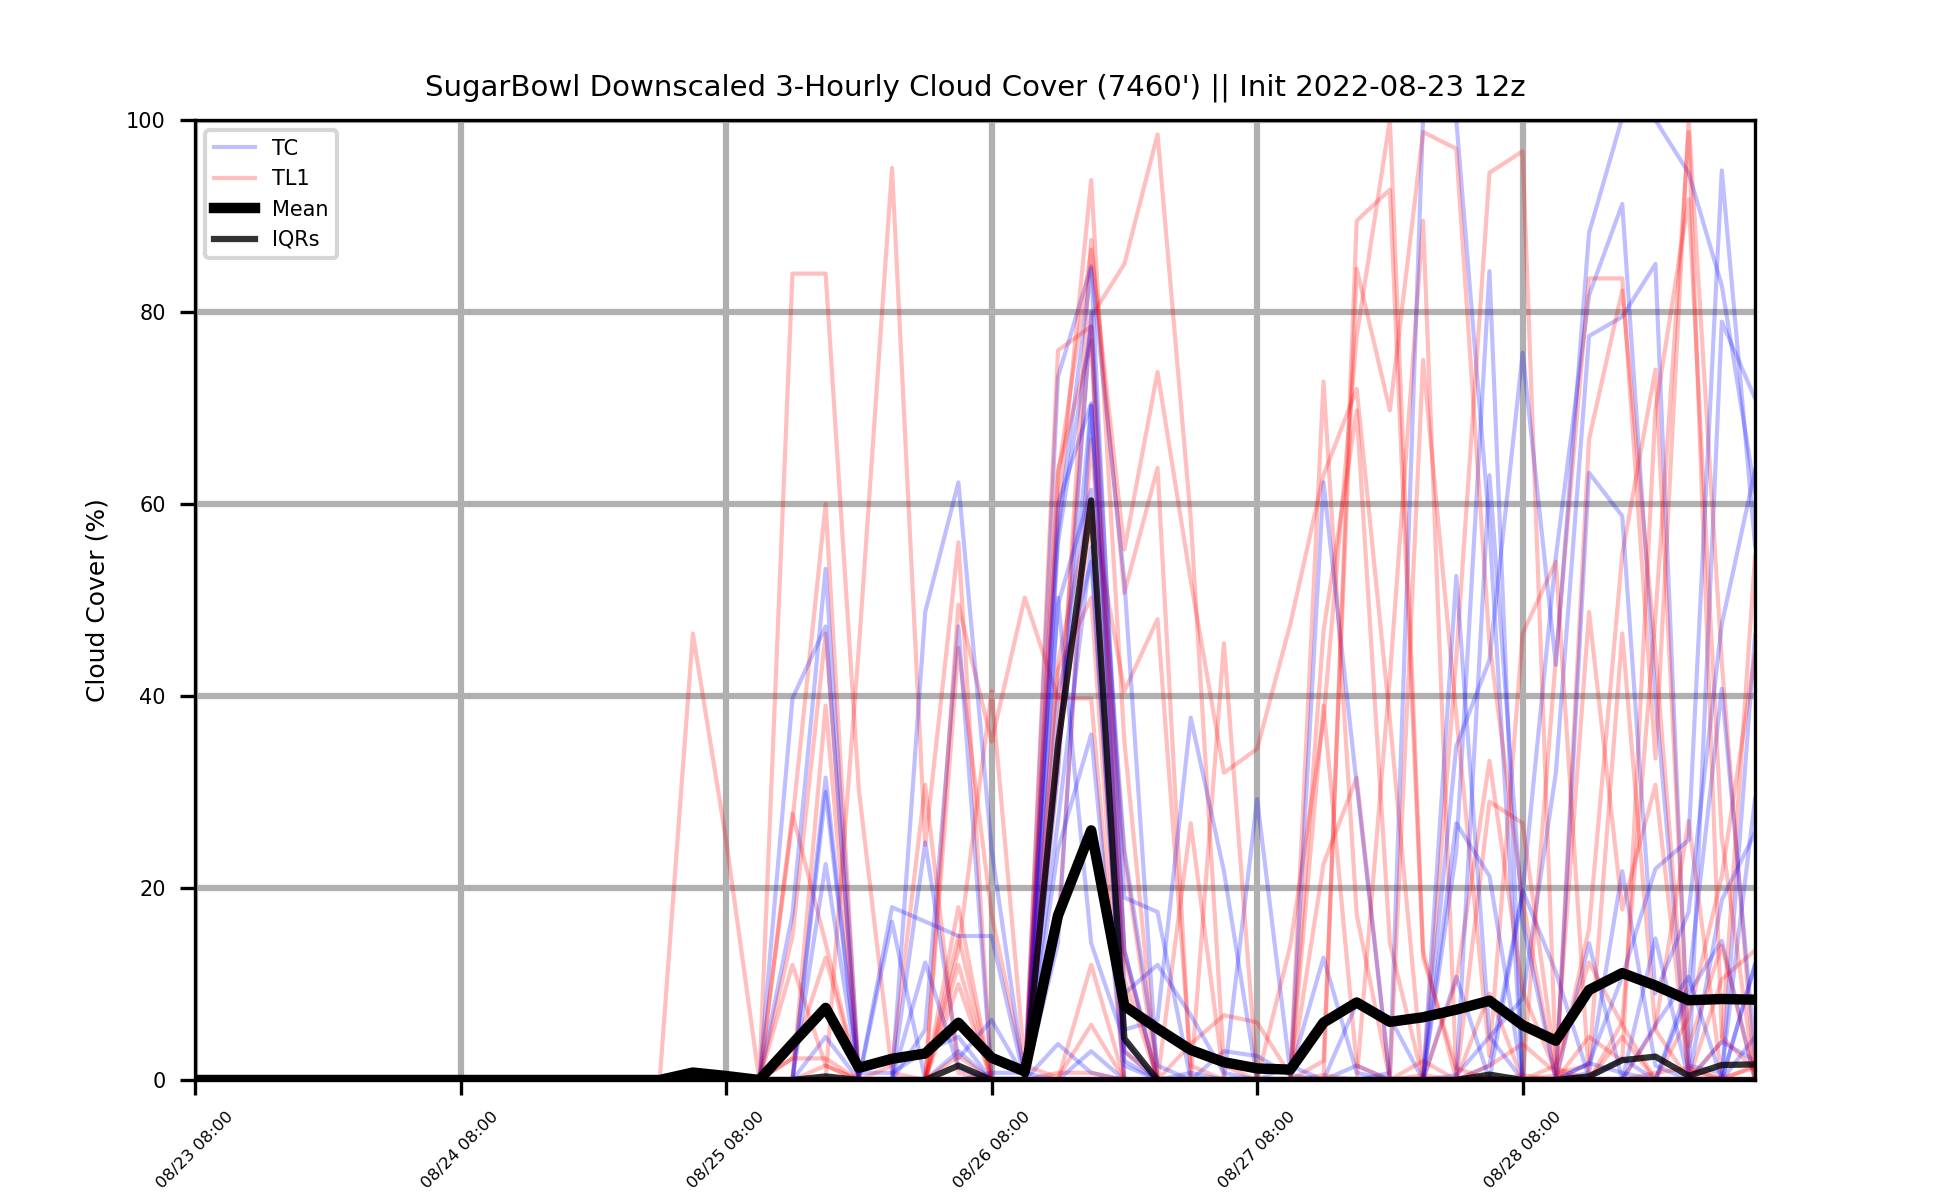 SugarBowl Downscaled 3-Hourly Cloud Cover (7460') || Init 2022-08-23 12z
100
80
60
40
20
0
Cloud Cover (%)
TC
TL1
Mean
IQRs
08/23 08:00
08/24 08:00
08/25 08:00
08/26 08:00
08/27 08:00
08/28 08:00